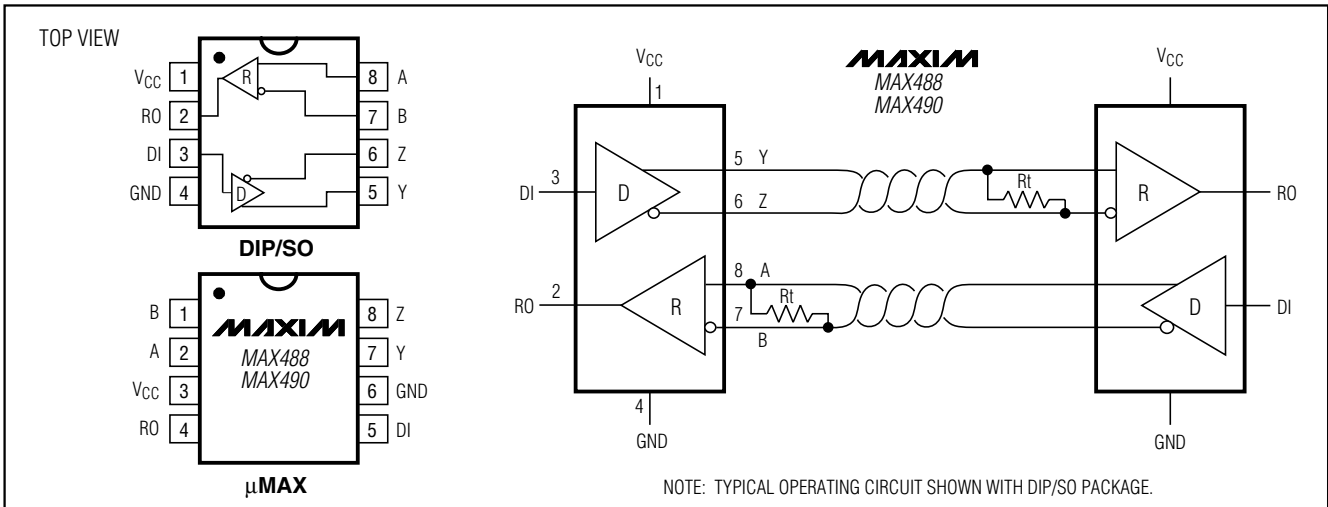 TOP VIEW
VCC 1
RO 2
DI 3
GND 4
8 A
7 B
6 Z
5 Y
R
D
DIP/SO
B 1
A 2
VCC 3
RO 4
8 Z
7 Y
6 GND
5 DI
MAXIM
MAX488
MAX490
µMAX
MAXIM
MAX488
MAX490
VCC
1
VCC
DI 3
D
5 Y
6 Z
Rt
R
RO
RO 2
R
8 A
7
B
Rt
D
DI
4
GND
GND
NOTE: TYPICAL OPERATING CIRCUIT SHOWN WITH DIP/SO PACKAGE.